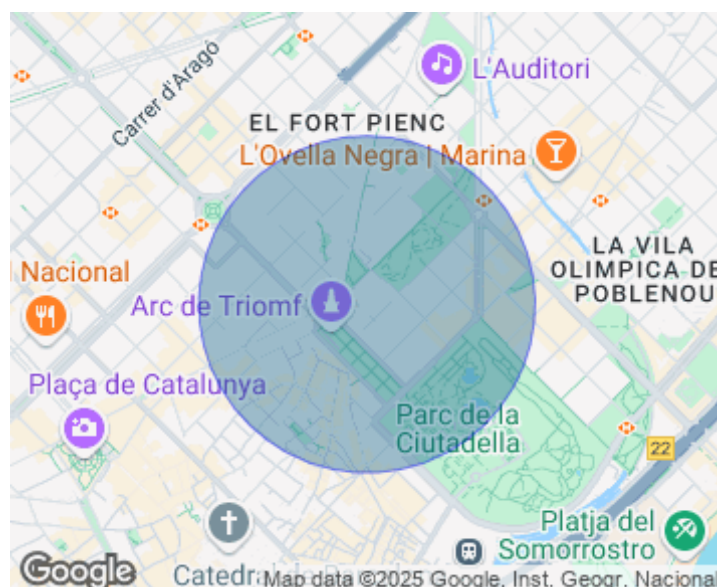 Carrer d'Aragó
L'Auditori
EL FORT PIENC
L'Ovella Negra | Marina
LA VILA
OLIMPICA DE
POBLENOU
Nacional
Arc de Triomf
Plaça de Catalunya
Parc de la
Ciutadella
22
Platja del
Somorrostro
Google
Map data ©2025 Google, Inst. Geogr. Nacional